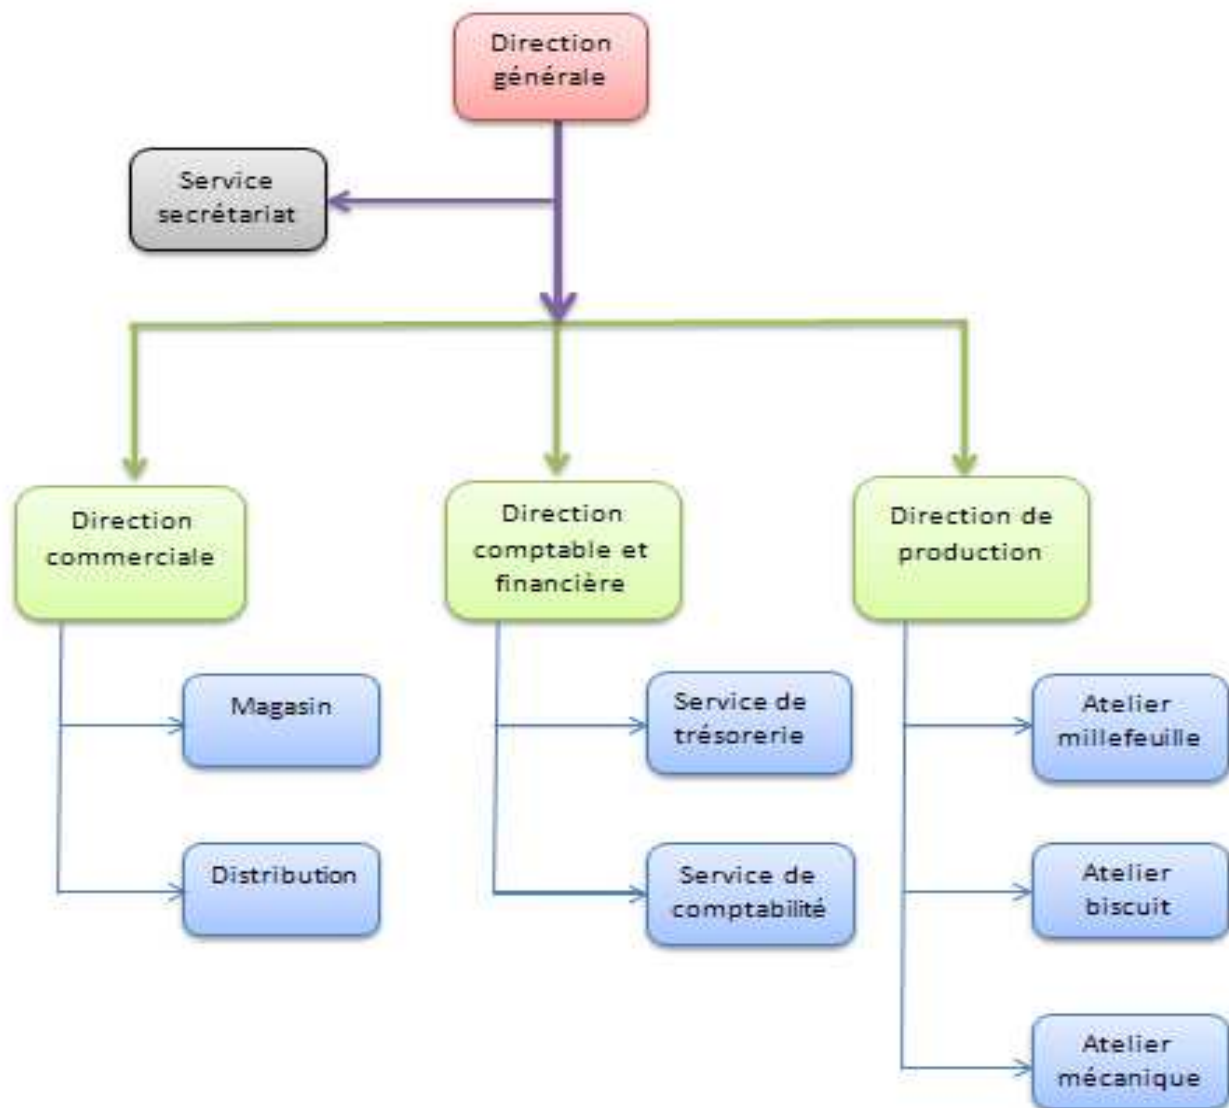 Direction
générale
Service
secrétariat
Direction
commerciale
Direction
comptable et
financière
Direction de
production
Magasin
Distribution
Service de
trésorerie
Service de
comptabilité
Atelier
millefeuille
Atelier
biscuit
Atelier
mécanique